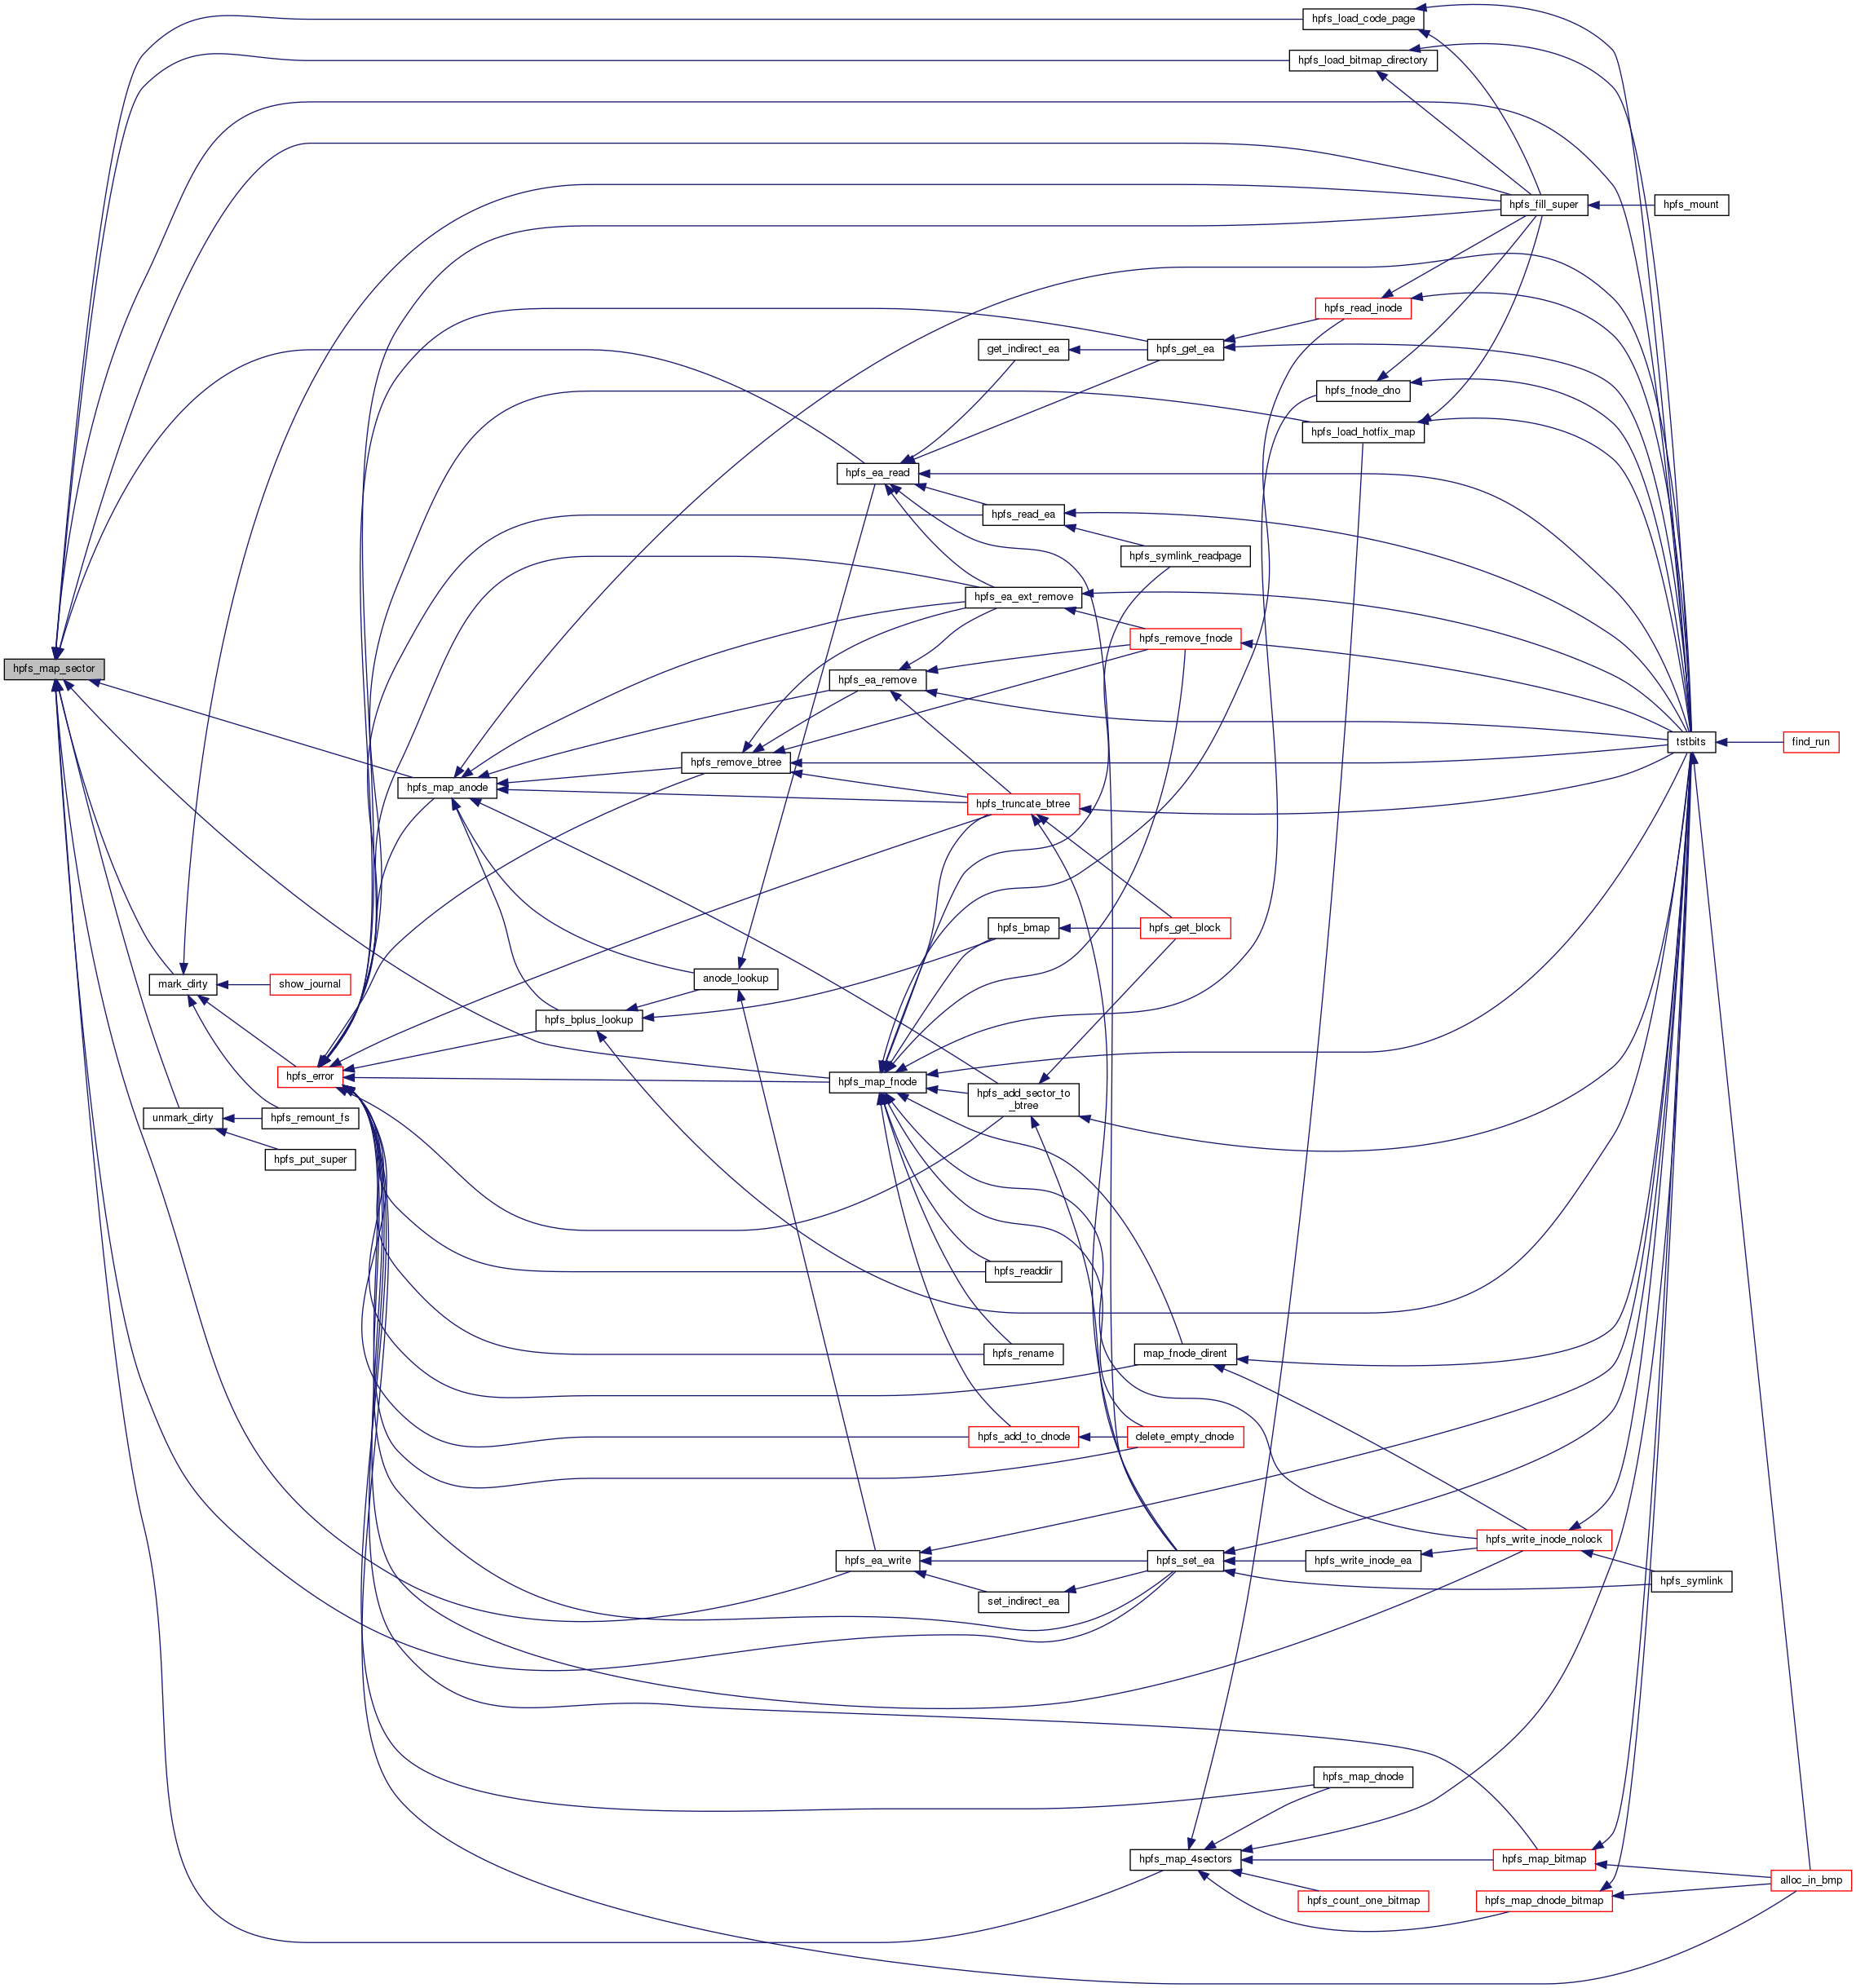 hpfs_load_code_page
hpfs_load_bitmap_directory
hpfs_fill_super
hpfs_mount
hpfs_read_inode
get_indirect_ea
hpfs_get_ea
hpfs_fnode_dno
hpfs_load_hotfix_map
hpfs_ea_read
hpfs_read_ea
hpfs_symlink_readpage
hpfs_ea_ext_remove
hpfs_remove_fnode
hpfs_map_sector
hpfs_ea_remove
tstbits
find_run
hpfs_remove_btree
hpfs_map_anode
hpfs_truncate_btree
hpfs_bmap
hpfs_get_block
anode_lookup
mark_dirty
show_journal
hpfs_bplus_lookup
hpfs_error
hpfs_map_fnode
hpfs_add_sector_to
_btree
unmark_dirty
hpfs_remount_fs
hpfs_put_super
hpfs_readdir
hpfs_rename
map_fnode_dirent
hpfs_add_to_dnode
delete_empty_dnode
hpfs_write_inode_nolock
hpfs_ea_write
hpfs_set_ea
hpfs_write_inode_ea
hpfs_symlink
set_indirect_ea
hpfs_map_dnode
hpfs_map_4sectors
hpfs_map_bitmap
alloc_in_bmp
hpfs_count_one_bitmap
hpfs_map_dnode_bitmap